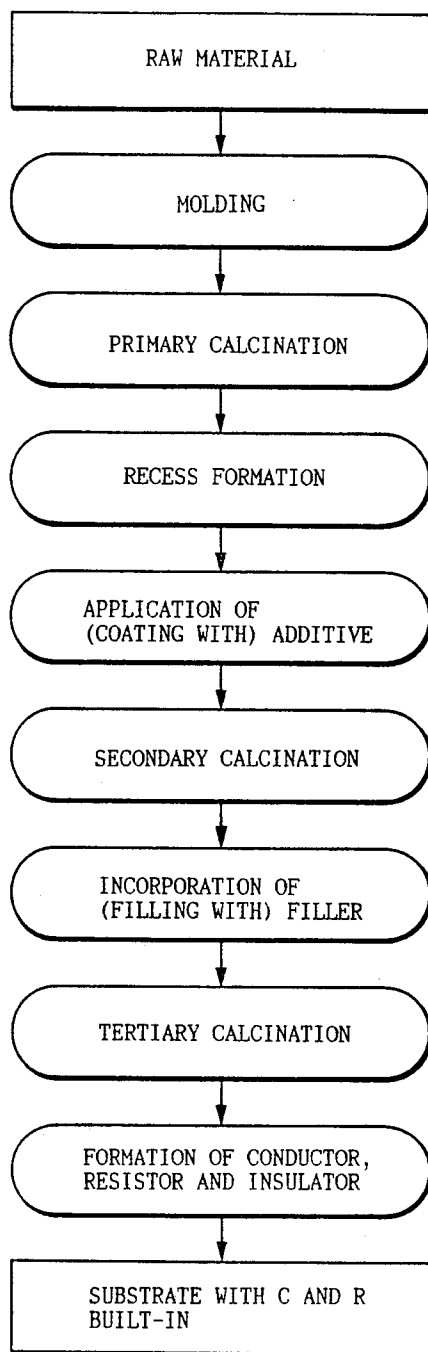 RAW MATERIAL
MOLDING
PRIMARY CALCINATION
RECESS FORMATION
APPLICATION OF
(COATING WITH) ADDITIVE
SECONDARY CALCINATION
INCORPORATION OF
(FILLING WITH) FILLER
TERTIARY CALCINATION
FORMATION OF CONDUCTOR,
RESISTOR AND INSULATOR
SUBSTRATE WITH C AND R
BUILT-IN